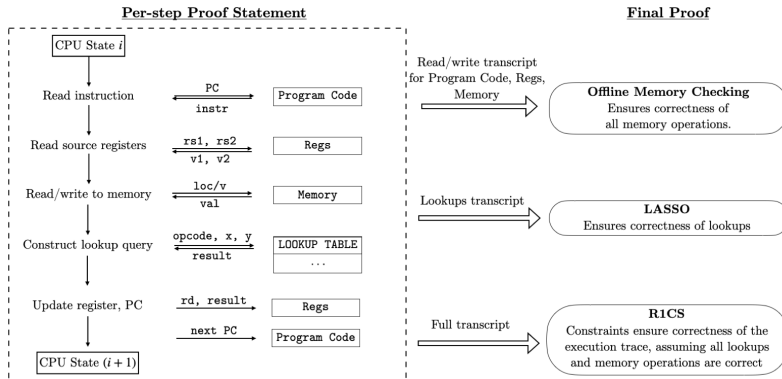 Per-step Proof Statement
Final Proof
CPU State i
Read instruction
PC
instr
Program Code
Read source registers
rs1, rs2
v1, v2
Regs
Read/write to memory
loc/v
val
Memory
Construct lookup query
opcode, x, y
result
LOOKUP TABLE
...
Update register, PC
rd, result
Regs
next PC
Program Code
CPU State (i + 1)
Read/write transcript
for Program Code, Regs,
Memory
Offline Memory Checking
Ensures correctness of
all memory operations.
Lookups transcript
LASSO
Ensures correctness of lookups
Full transcript
R1CS
Constraints ensure correctness of the
execution trace, assuming all lookups
and memory operations are correct